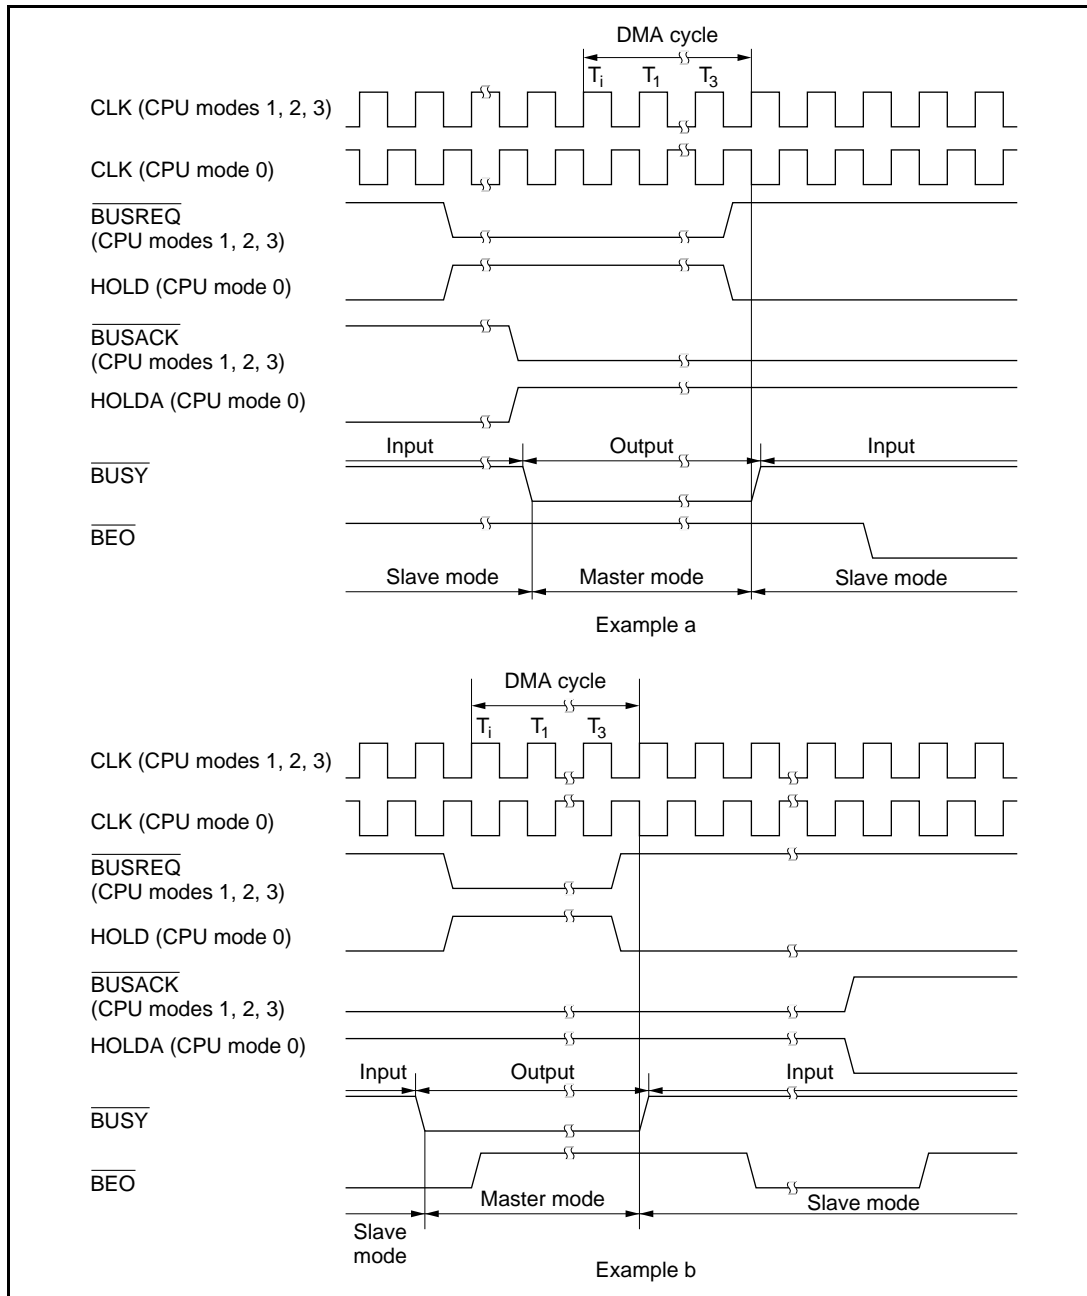 DMA cycle
Ti T1 T3
CLK (CPU modes 1, 2, 3)
CLK (CPU mode 0)
BUSREQ
(CPU modes 1, 2, 3)
HOLD (CPU mode 0)
BUSACK
(CPU modes 1, 2, 3)
HOLDA (CPU mode 0)
Input Output Input
BUSY
BEO
Slave mode Master mode Slave mode
Example a
DMA cycle
Ti T1 T3
CLK (CPU modes 1, 2, 3)
CLK (CPU mode 0)
BUSREQ
(CPU modes 1, 2, 3)
HOLD (CPU mode 0)
BUSACK
(CPU modes 1, 2, 3)
HOLDA (CPU mode 0)
Input Output Input
BUSY
BEO
Master mode Slave mode
Slave
mode
Example b